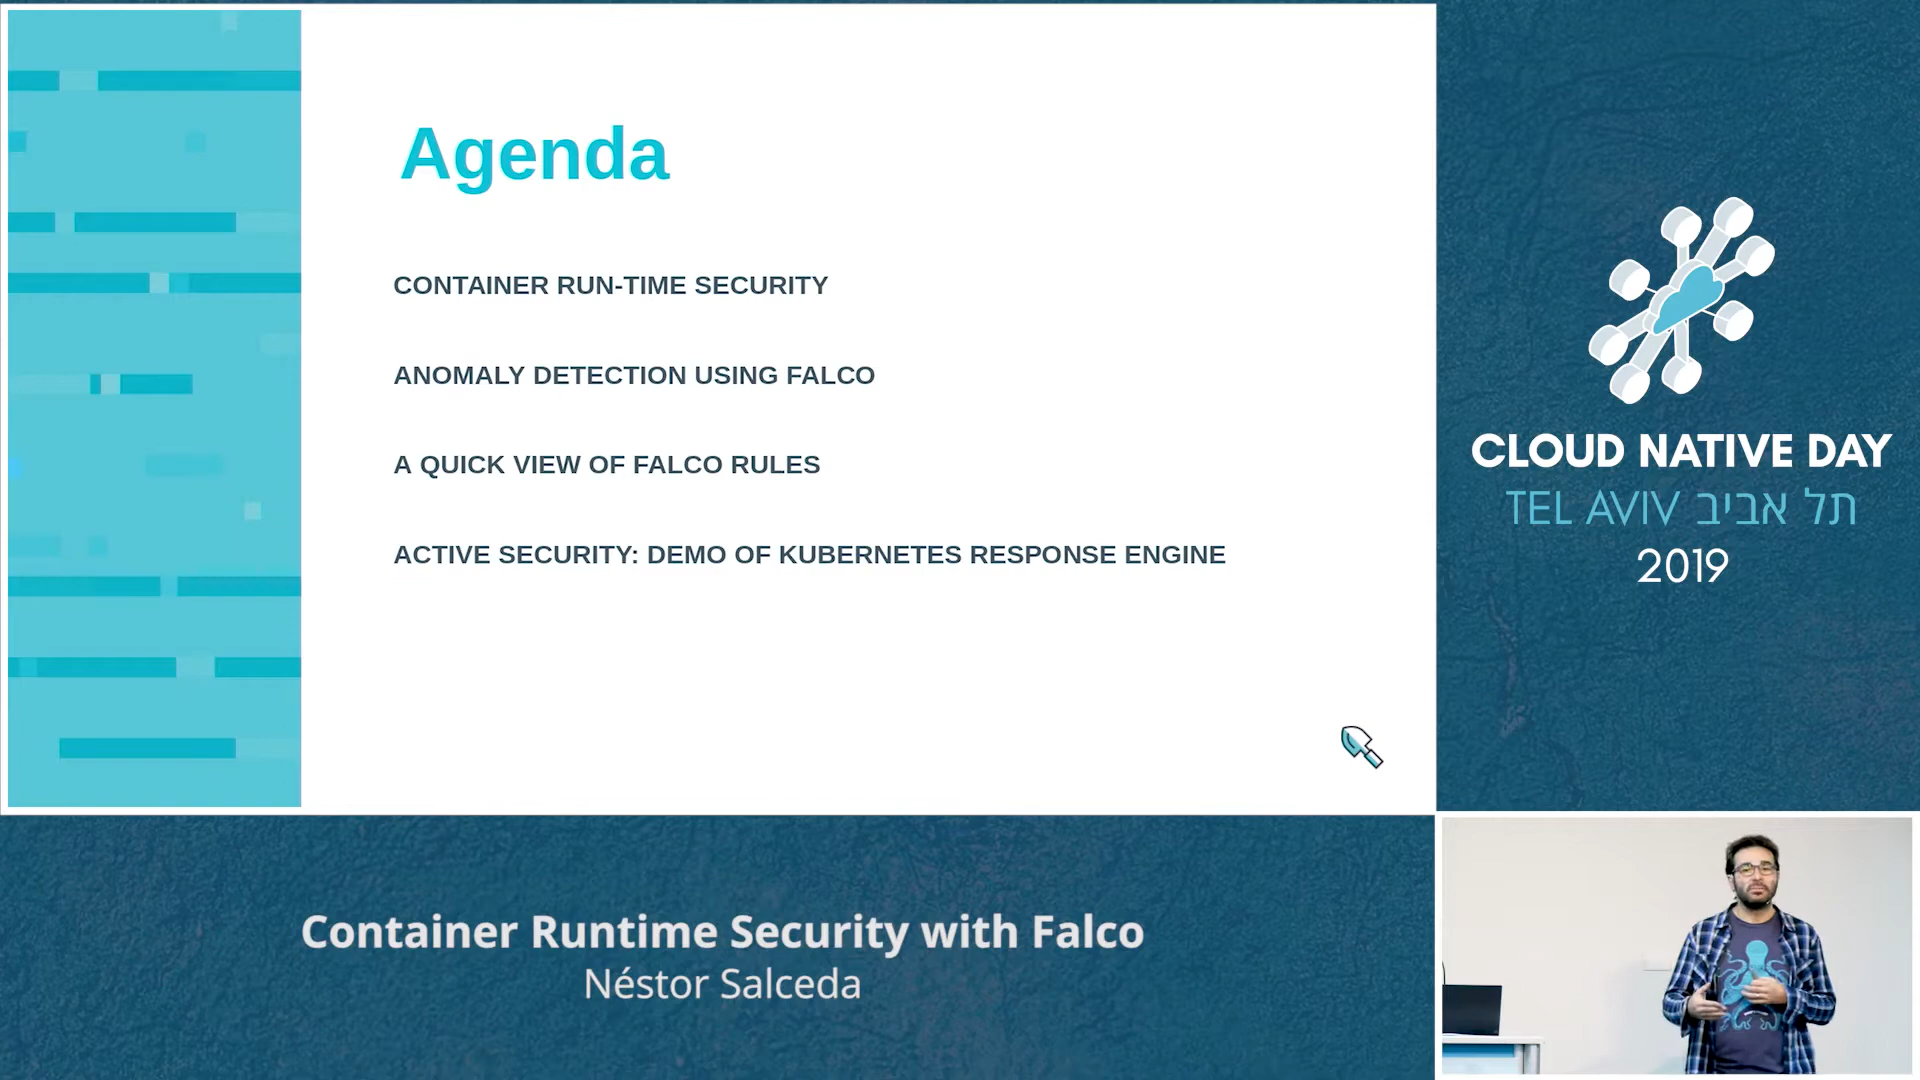 Agenda
CONTAINER RUN-TIME SECURITY
ANOMALY DETECTION USING FALCO
A QUICK VIEW OF FALCO RULES
ACTIVE SECURITY: DEMO OF KUBERNETES RESPONSE ENGINE
CLOUD NATIVE DAY
TEL AVIV תל אביב
2019
Container Runtime Security with Falco
Néstor Salceda